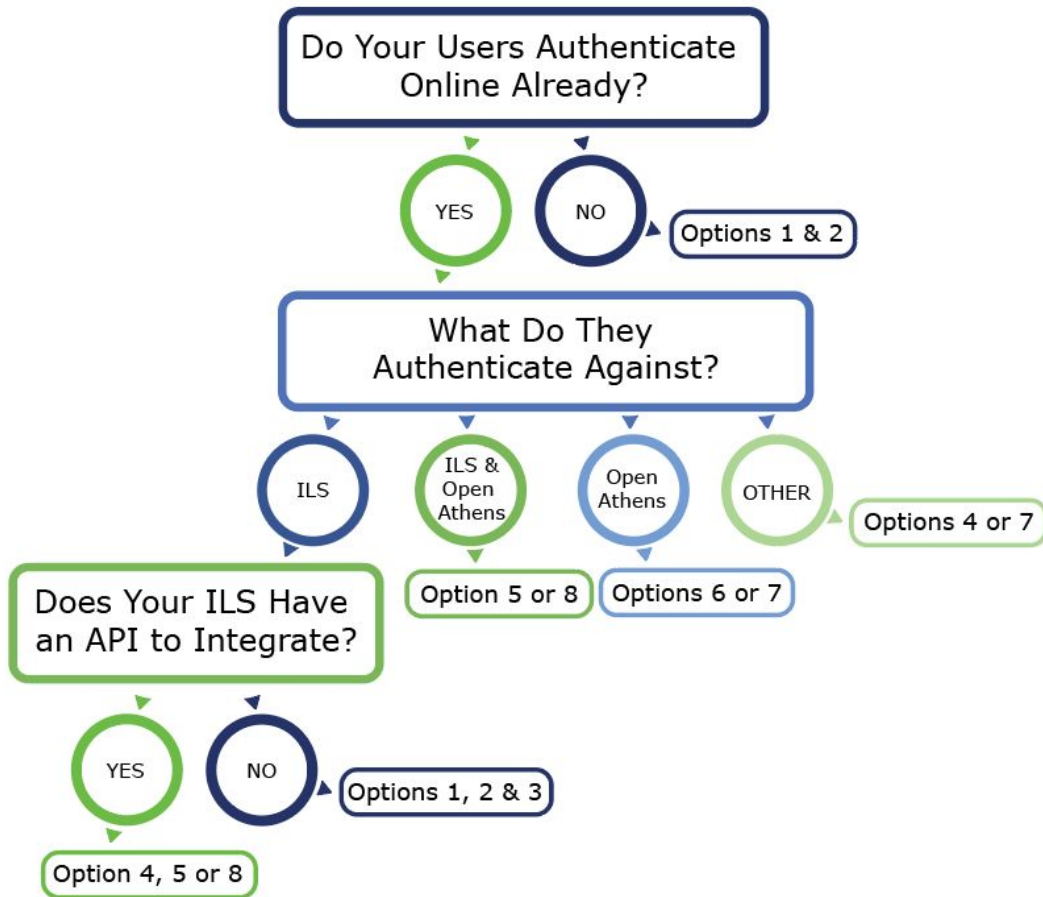 Do Your Users Authenticate
Online Already?
YES
NO
Options 1 & 2
What Do They
Authenticate Against?
ILS
ILS &
Open
Athens
Open
Athens
OTHER
Options 4 or 7
Option 5 or 8
Options 6 or 7
Does Your ILS Have
an API to Integrate?
YES
NO
Options 1, 2 & 3
Option 4, 5 or 8